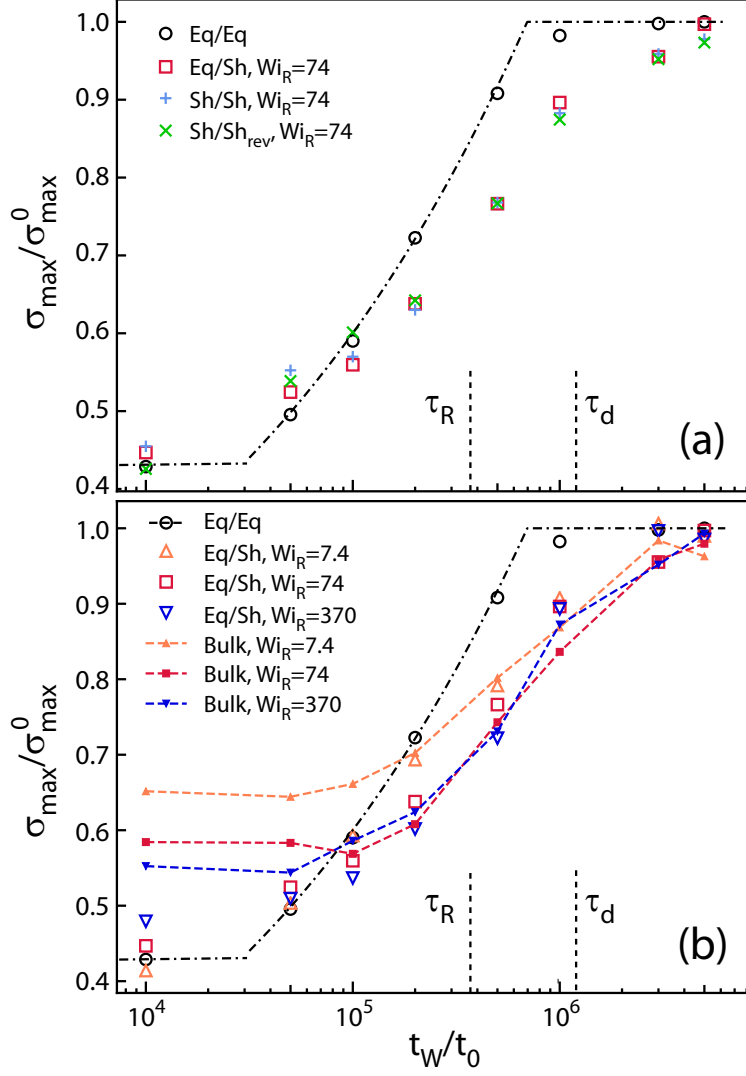 1.0
0.9
0.8
0.7
0.6
0.5
0.4
σmax/σ⁰max
Eq/Eq
Eq/Sh, WiR=74
Sh/Sh, WiR=74
Sh/Shrev, WiR=74
τR
τd
(a)
1.0
0.9
0.8
0.7
0.6
0.5
0.4
σmax/σ⁰max
Eq/Eq
Eq/Sh, WiR=7.4
Eq/Sh, WiR=74
Eq/Sh, WiR=370
Bulk, WiR=7.4
Bulk, WiR=74
Bulk, WiR=370
τR
τd
(b)
10⁴
10⁵
10⁶
tW/t0